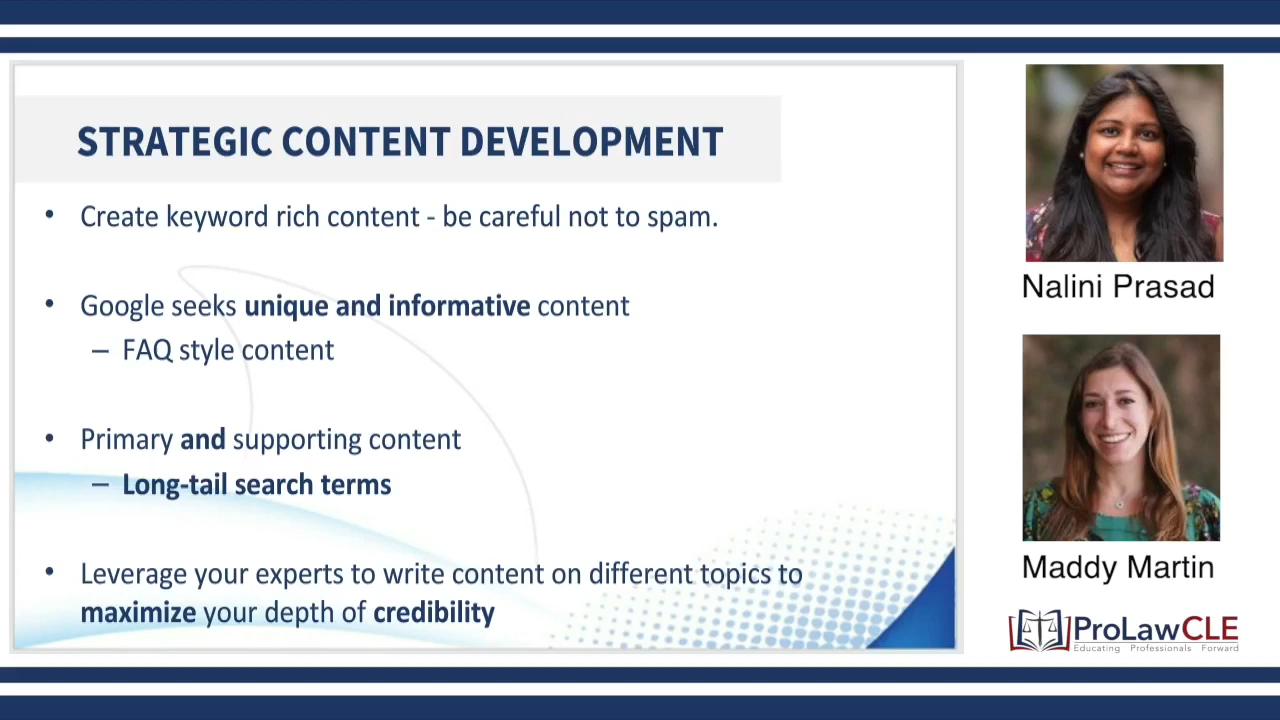 STRATEGIC CONTENT DEVELOPMENT
• Create keyword rich content - be careful not to spam.
• Google seeks unique and informative content
– FAQ style content
• Primary and supporting content
– Long-tail search terms
• Leverage your experts to write content on different topics to
maximize your depth of credibility
Nalini Prasad
Maddy Martin
ProLawCLE
Educating Professionals Forward